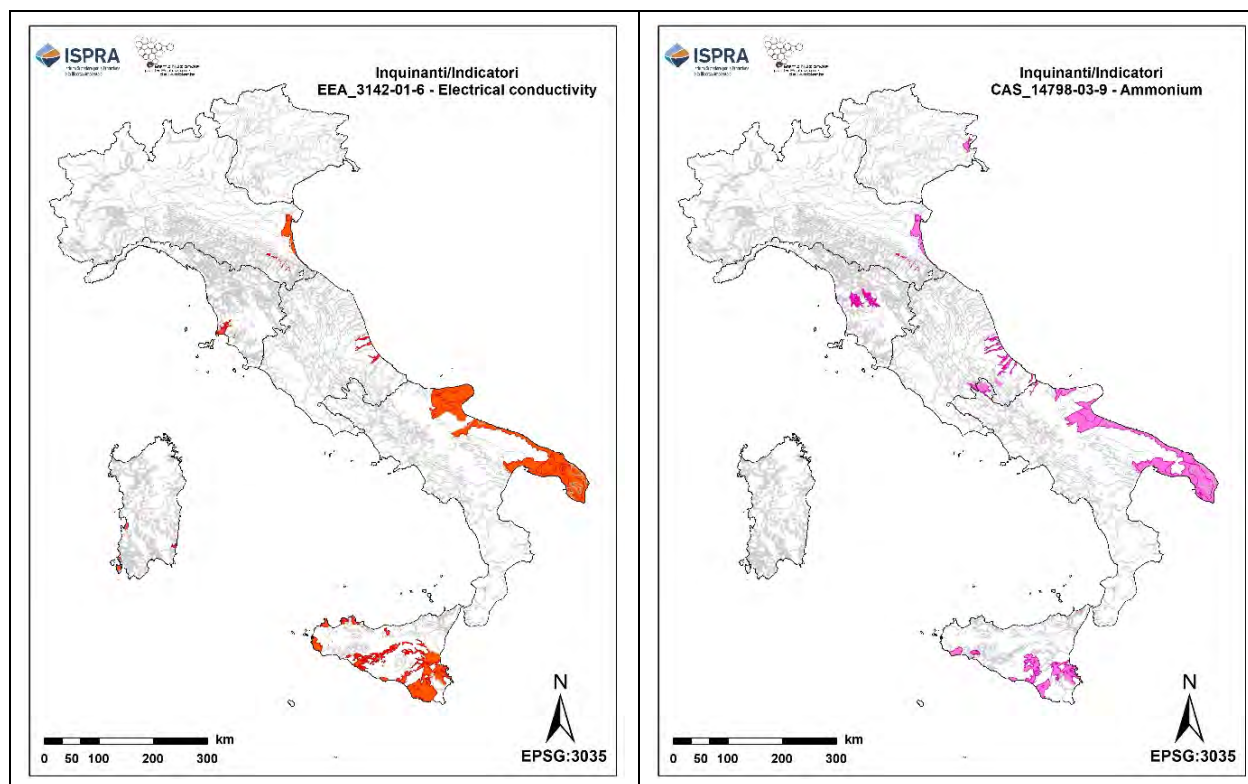 ISPRA
Inquinanti/Indicatori
EEA_3142-01-6 - Electrical conductivity
N
km
0 50 100 200 300
EPSG:3035
ISPRA
Inquinanti/Indicatori
CAS_14798-03-9 - Ammonium
N
km
0 50 100 200 300
EPSG:3035